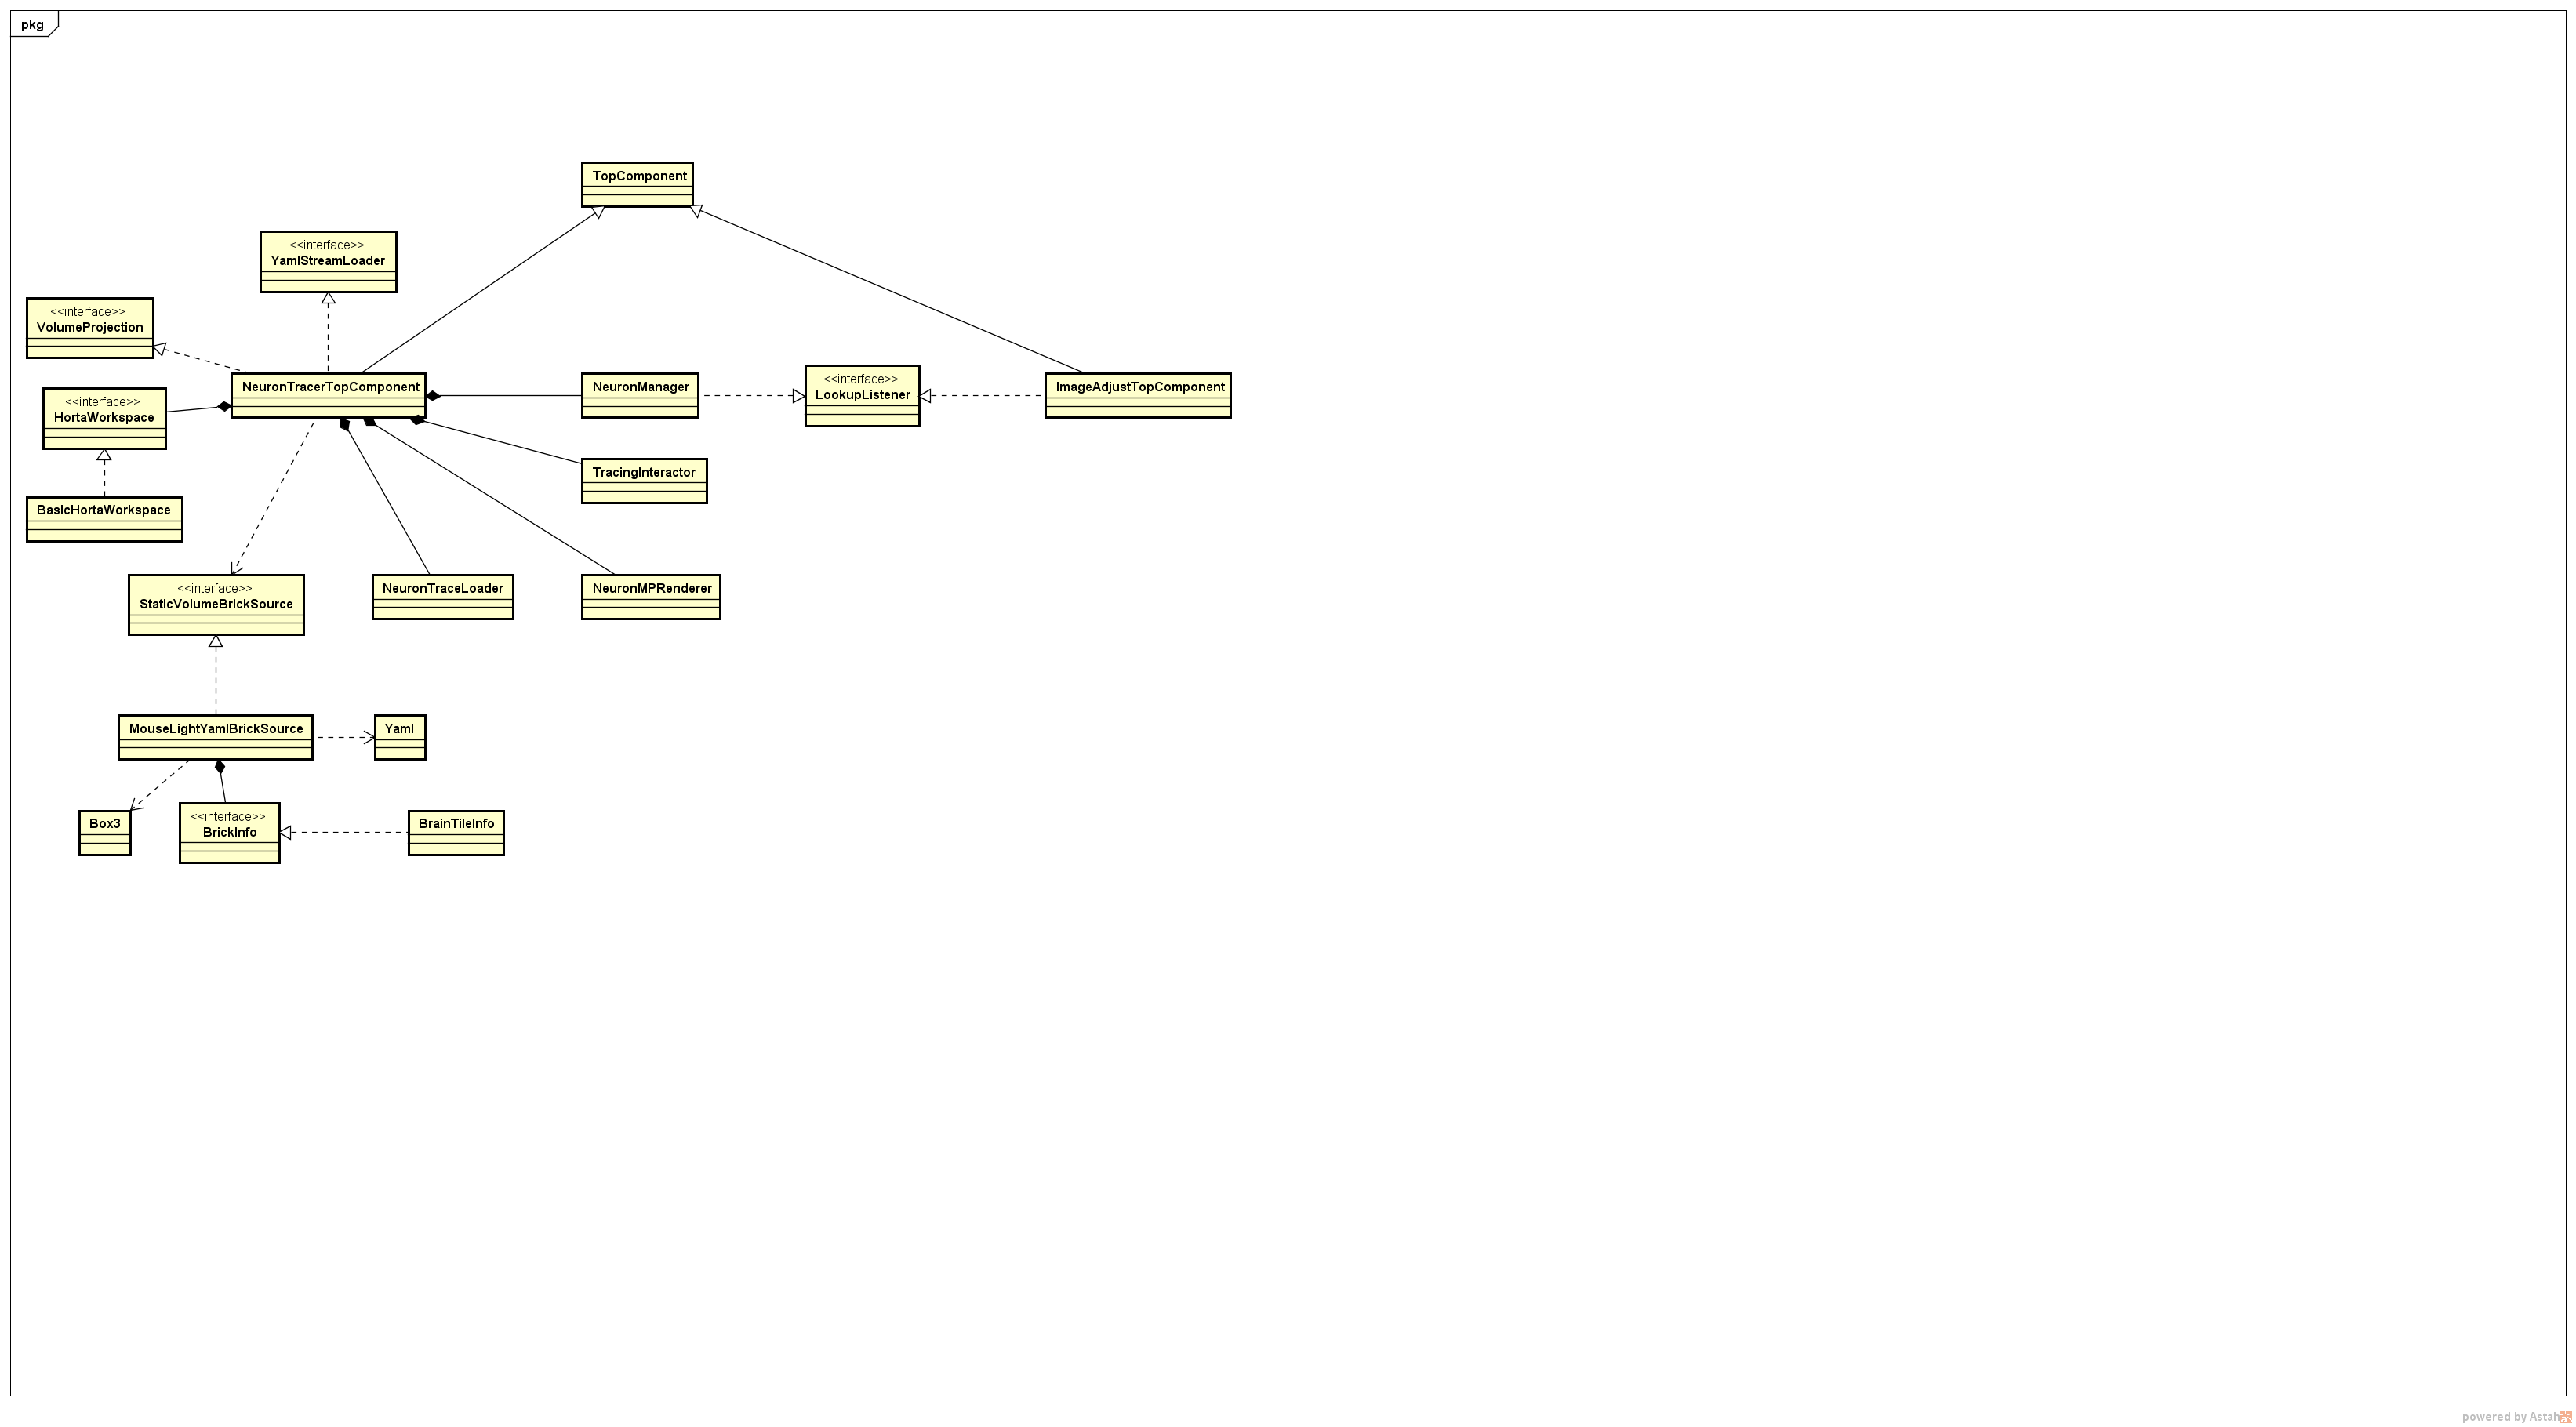 pkg
TopComponent
<<interface>>
YamlStreamLoader
<<interface>>
VolumeProjection
NeuronTracerTopComponent
NeuronManager
<<interface>>
LookupListener
ImageAdjustTopComponent
<<interface>>
HortaWorkspace
TracingInteractor
BasicHortaWorkspace
<<interface>>
StaticVolumeBrickSource
NeuronTraceLoader
NeuronMPRenderer
MouseLightYamlBrickSource
Yaml
Box3
<<interface>>
BrickInfo
BrainTileInfo
powered by Astah